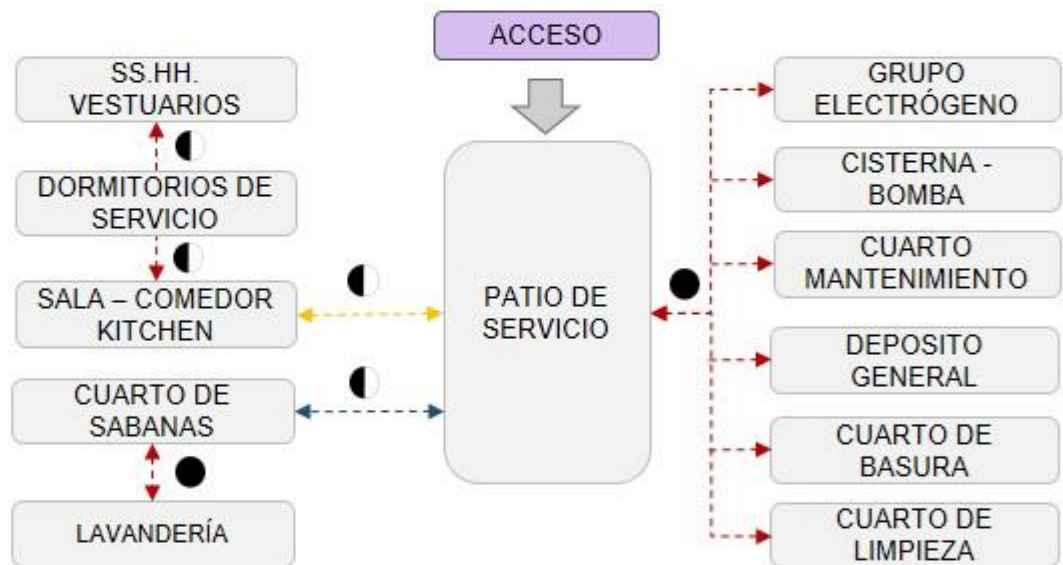 ACCESO
SS.HH.
VESTUARIOS
DORMITORIOS DE
SERVICIO
SALA – COMEDOR
KITCHEN
CUARTO DE
SABANAS
LAVANDERÍA
PATIO DE
SERVICIO
GRUPO
ELECTRÓGENO
CISTERNA -
BOMBA
CUARTO
MANTENIMIENTO
DEPOSITO
GENERAL
CUARTO DE
BASURA
CUARTO DE
LIMPIEZA